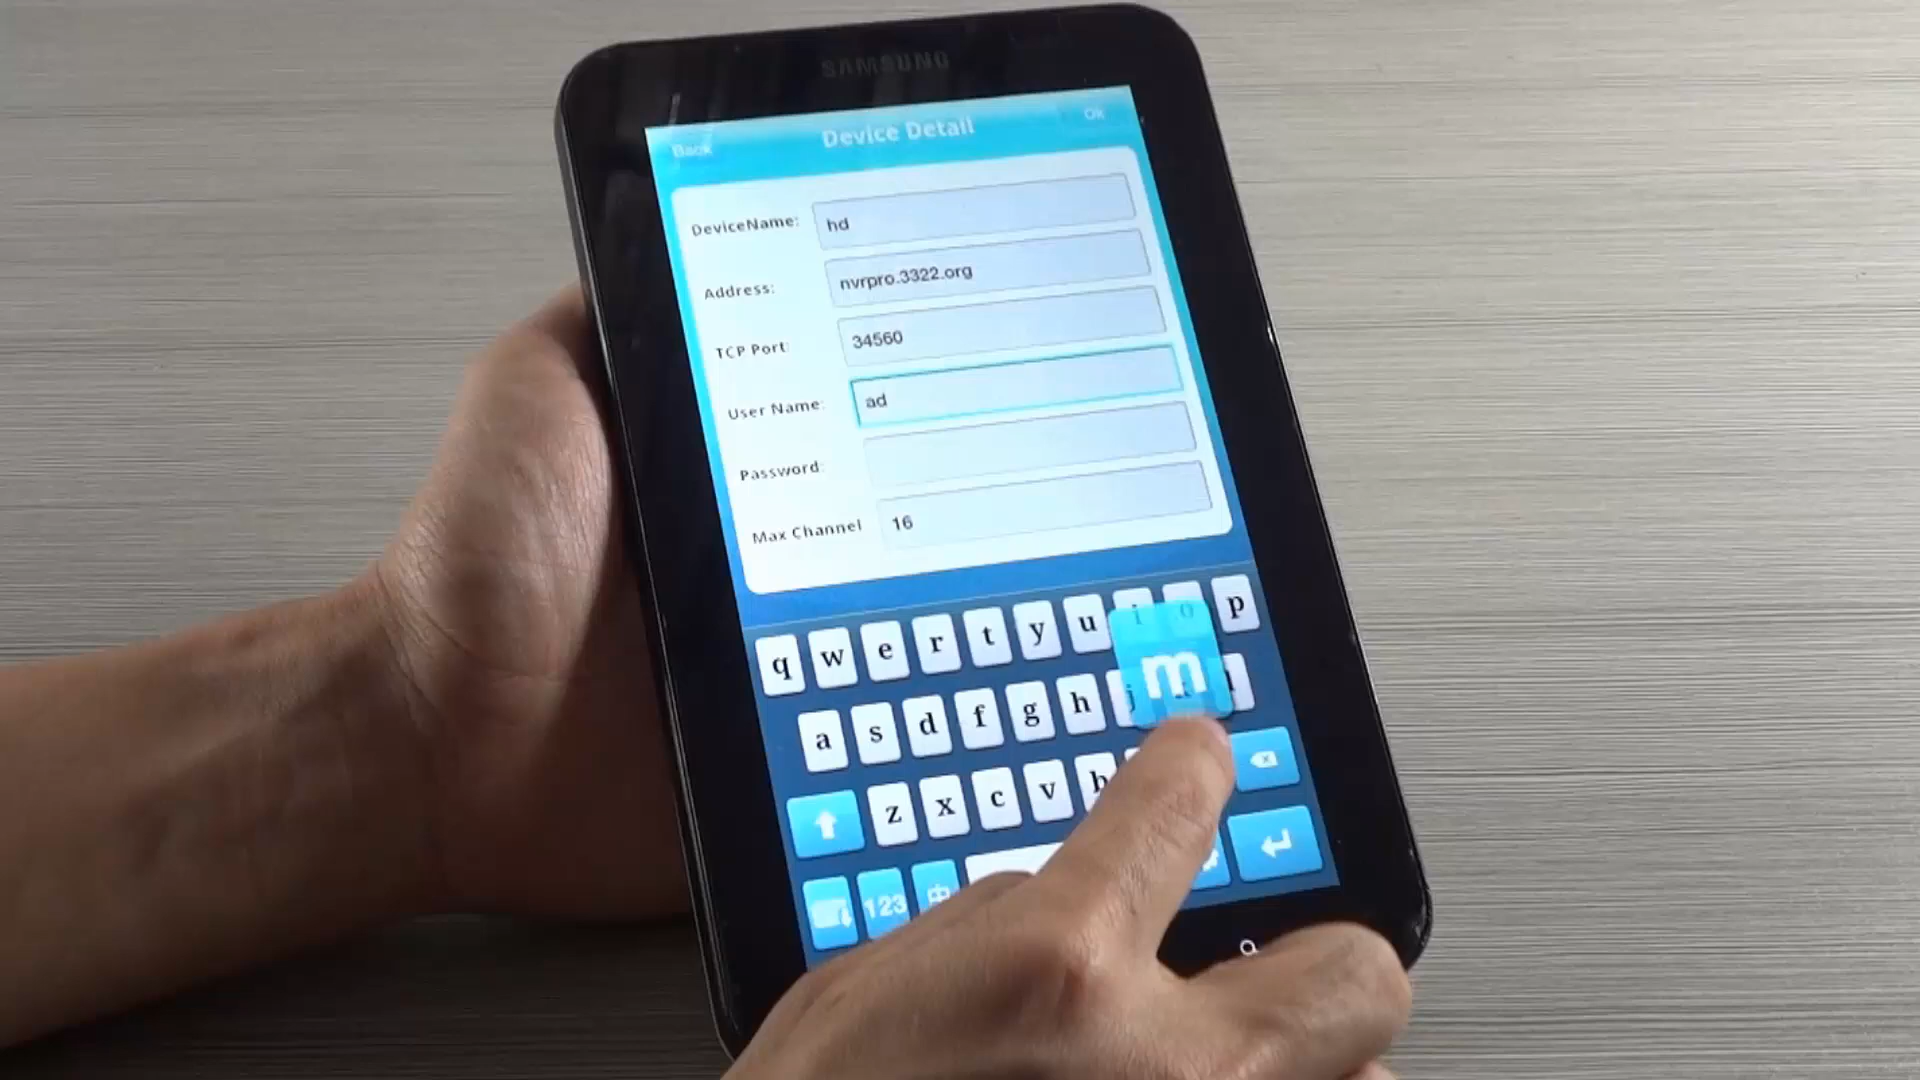 SAMSUNG
Back Device Detail Ok
DeviceName: hd
Address: nvrpro.3322.org
TCP Port: 34560
User Name: ad
Password:
Max Channel 16
q w e r t y u i o p
m
a s d f g h j l
z x c v b
123 中